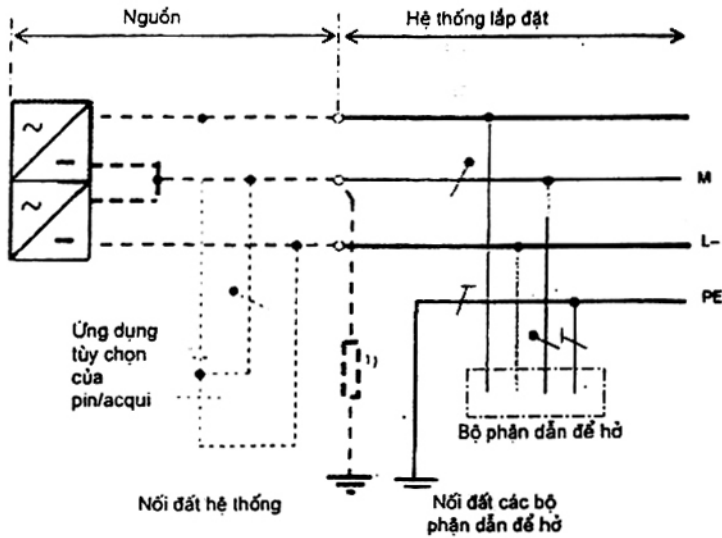 Nguồn
Hệ thống lắp đặt
M
L-
PE
Ứng dụng
tùy chọn
của
pin/acqui
1)
Bộ phận dẫn để hở
Nối đất hệ thống
Nối đất các bộ
phận dẫn để hở